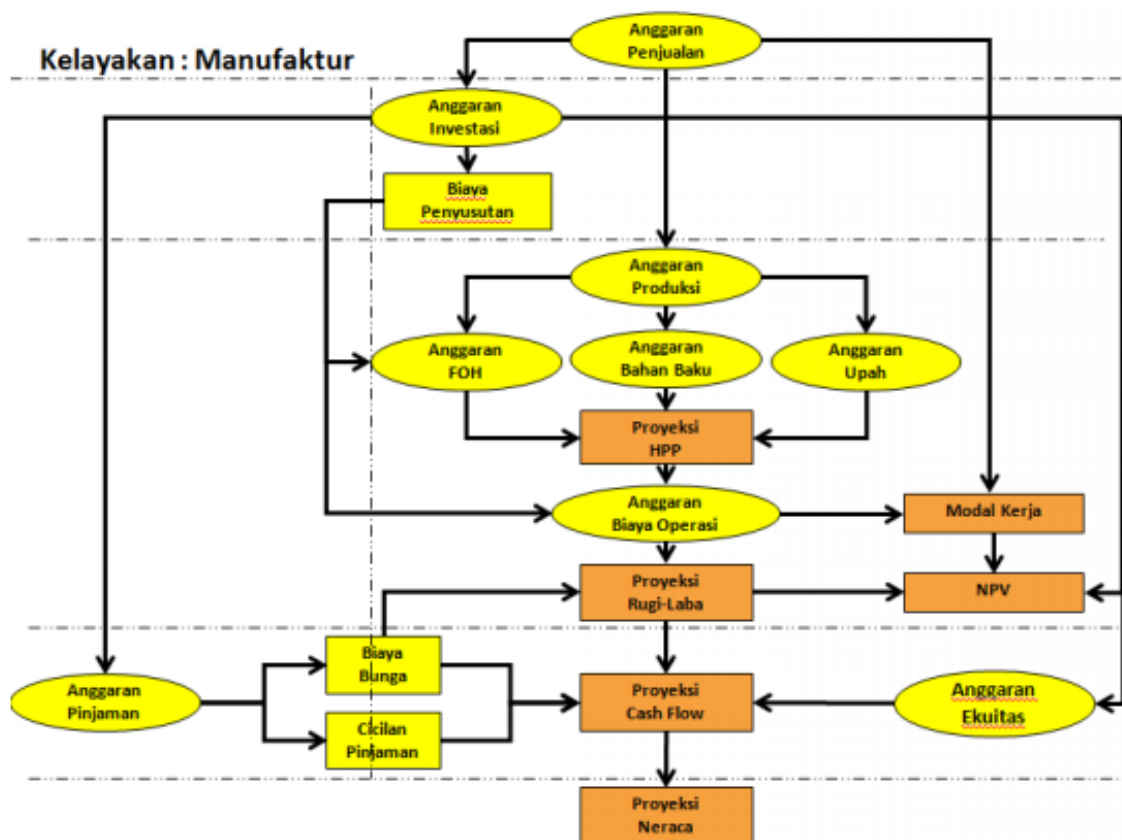 Kelayakan : Manufaktur
Anggaran
Penjualan
Anggaran
Investasi
Biaya
Penyusutan
Anggaran
Produksi
Anggaran
FOH
Anggaran
Bahan Baku
Anggaran
Upah
Proyeksi
HPP
Anggaran
Biaya Operasi
Modal Kerja
Proyeksi
Rugi-Laba
NPV
Biaya
Bunga
Anggaran
Pinjaman
Cicilan
Pinjaman
Proyeksi
Cash Flow
Anggaran
Ekuitas
Proyeksi
Neraca